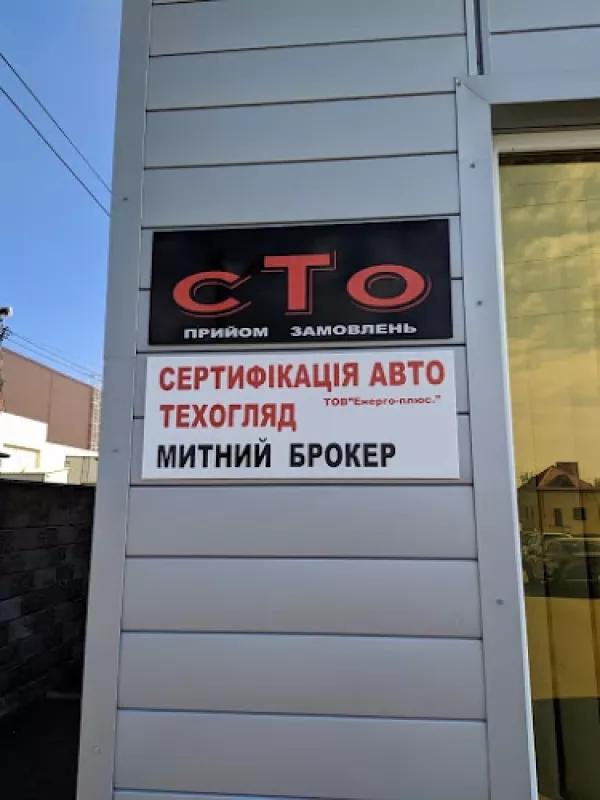 СТО
ПРИЙОМ ЗАМОВЛЕНЬ
СЕРТИФІКАЦІЯ АВТО
ТОВ"Енерго-плюс."
ТЕХОГЛЯД
МИТНИЙ БРОКЕР